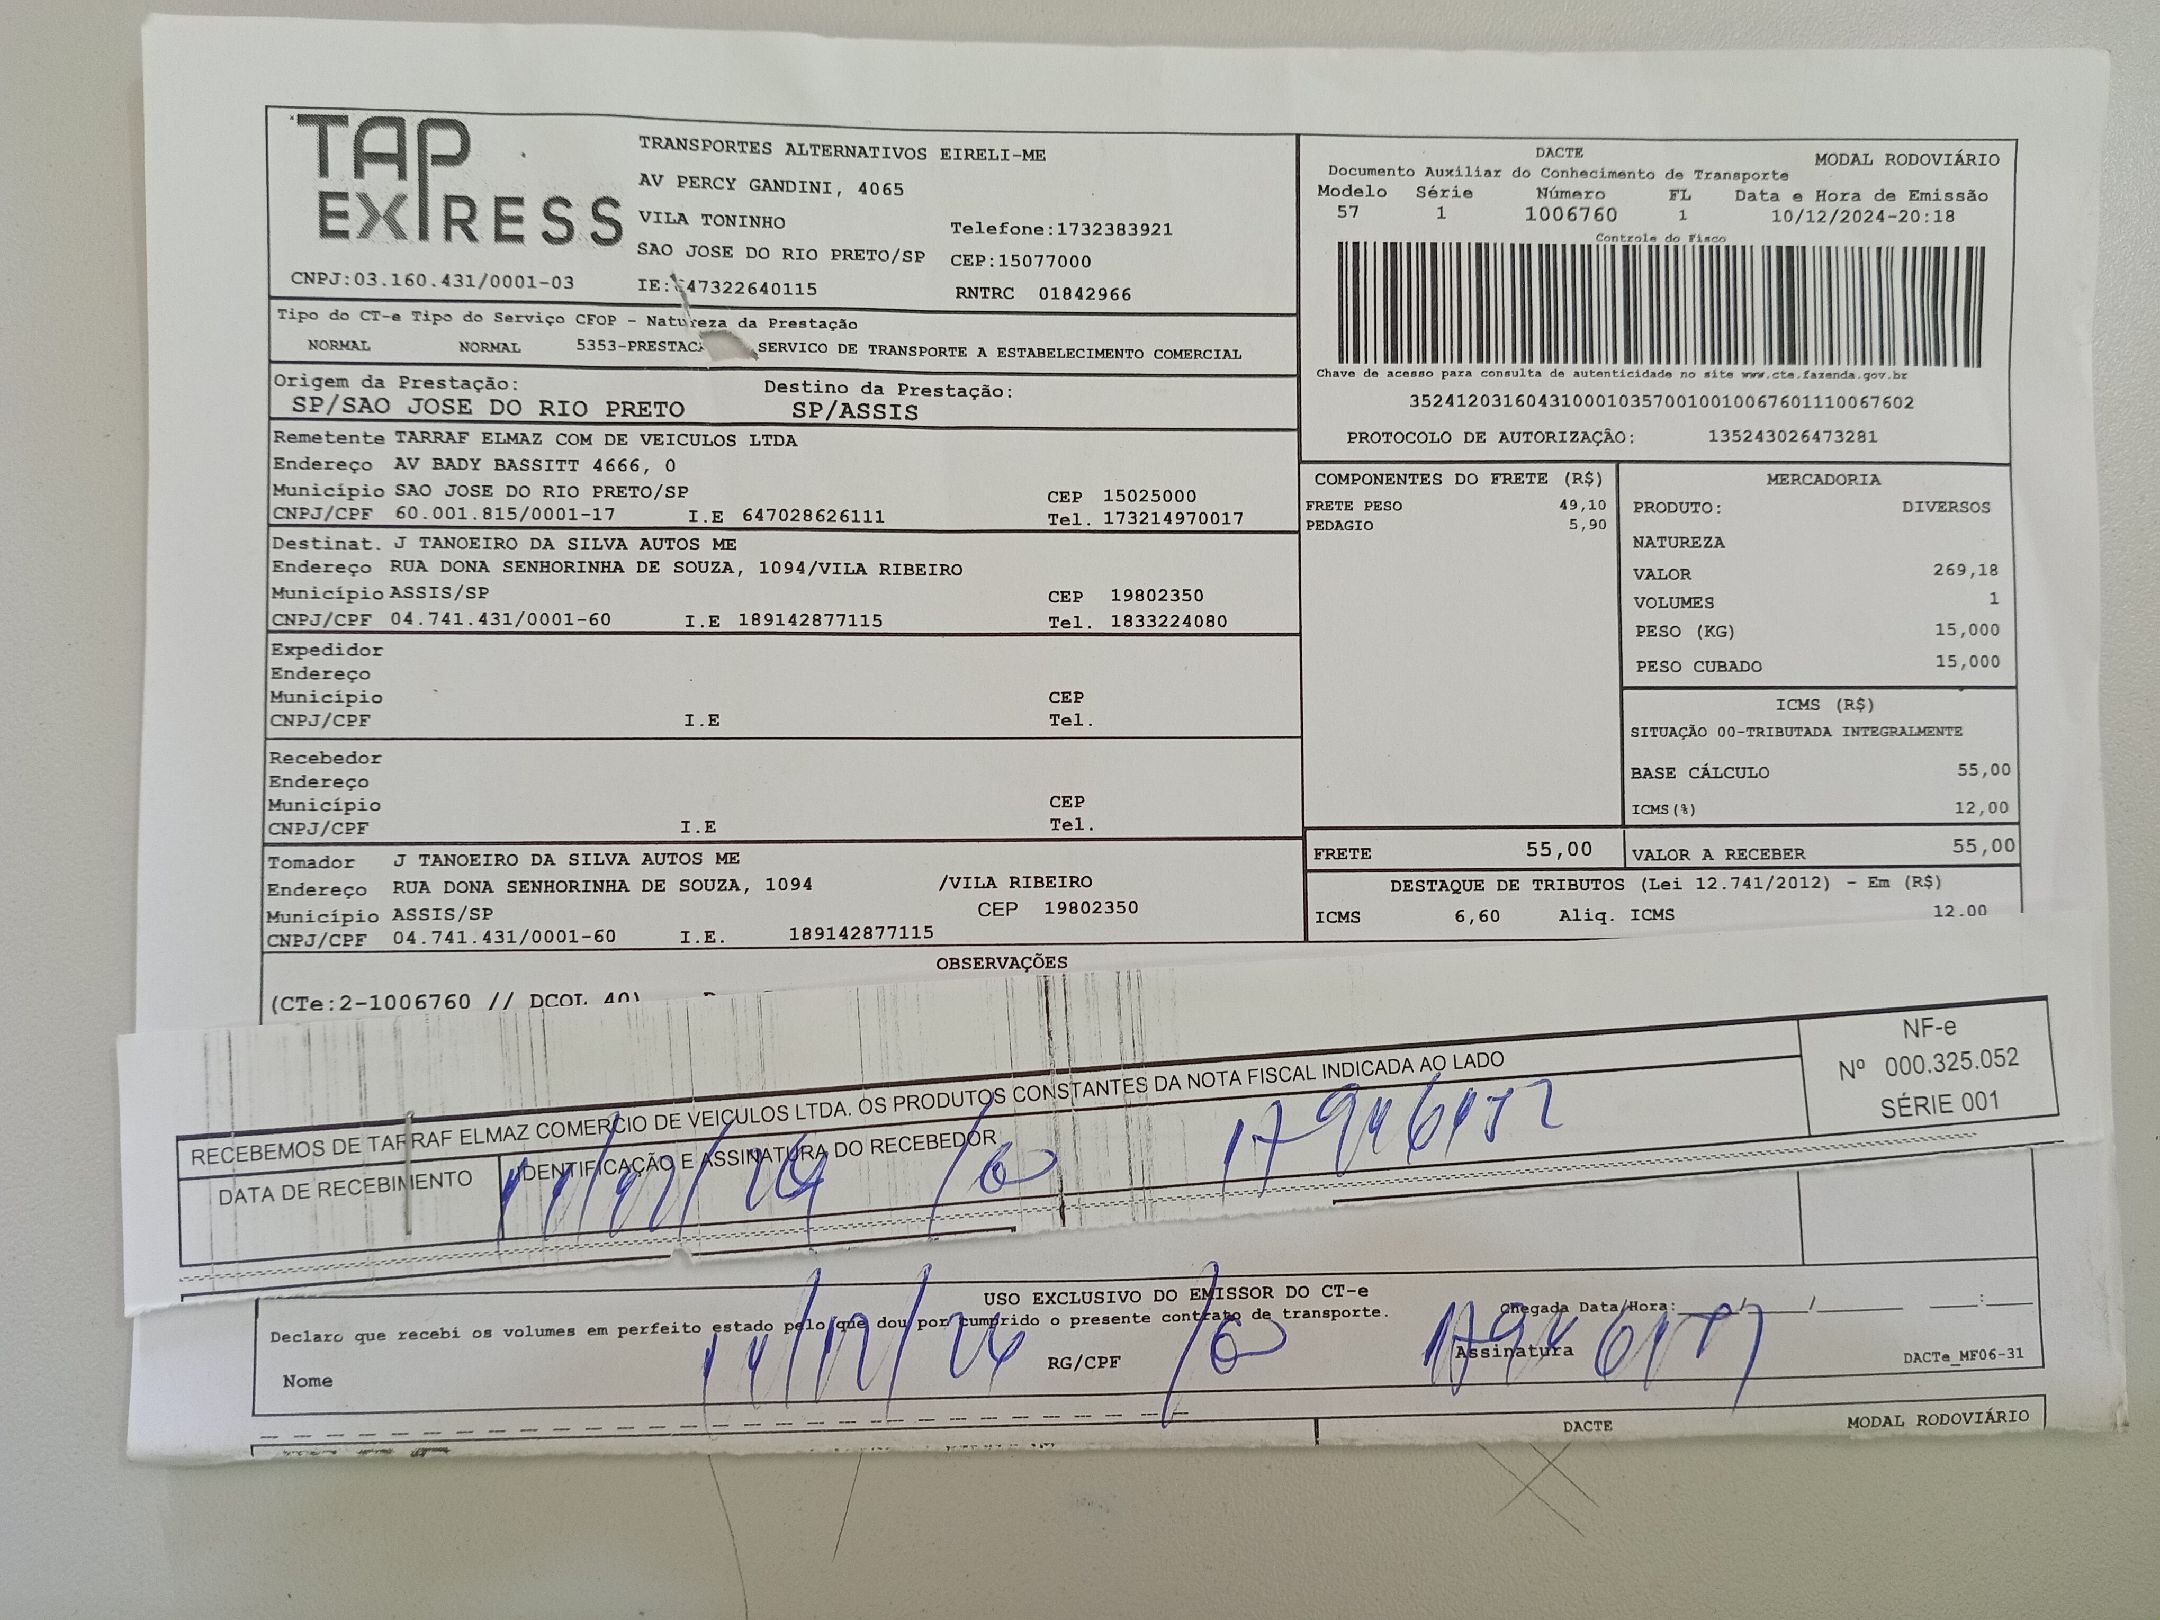 TAP EXPRESS
TRANSPORTES ALTERNATIVOS EIRELI-ME
AV PERCY GANDINI, 4065
VILA TONINHO Telefone:1732383921
SAO JOSE DO RIO PRETO/SP CEP:15077000
CNPJ:03.160.431/0001-03 IE: 47322640115 RNTRC 01842966
DACTE MODAL RODOVIÁRIO
Documento Auxiliar do Conhecimento de Transporte
Modelo Série Número FL Data e Hora de Emissão
57 1 1006760 1 10/12/2024-20:18
Controle do Fisco
Chave de acesso para consulta de autenticidade no site www.cte.fazenda.gov.br
35241203160431000103570010010067601110067602
PROTOCOLO DE AUTORIZAÇÃO: 135243026473281
Tipo do CT-e Tipo do Serviço CFOP - Natureza da Prestação
NORMAL NORMAL 5353-PRESTAC SERVICO DE TRANSPORTE A ESTABELECIMENTO COMERCIAL
Origem da Prestação: Destino da Prestação:
SP/SAO JOSE DO RIO PRETO SP/ASSIS
Remetente TARRAF ELMAZ COM DE VEICULOS LTDA
Endereço AV BADY BASSITT 4666, 0
Município SAO JOSE DO RIO PRETO/SP CEP 15025000
CNPJ/CPF 60.001.815/0001-17 I.E 647028626111 Tel. 173214970017
Destinat. J TANOEIRO DA SILVA AUTOS ME
Endereço RUA DONA SENHORINHA DE SOUZA, 1094/VILA RIBEIRO
Município ASSIS/SP CEP 19802350
CNPJ/CPF 04.741.431/0001-60 I.E 189142877115 Tel. 1833224080
Expedidor
Endereço
Município CEP
CNPJ/CPF I.E Tel.
Recebedor
Endereço
Município CEP
CNPJ/CPF I.E Tel.
Tomador J TANOEIRO DA SILVA AUTOS ME
Endereço RUA DONA SENHORINHA DE SOUZA, 1094 /VILA RIBEIRO
Município ASSIS/SP CEP 19802350
CNPJ/CPF 04.741.431/0001-60 I.E. 189142877115
COMPONENTES DO FRETE (R$)
FRETE PESO 49,10
PEDAGIO 5,90
MERCADORIA
PRODUTO: DIVERSOS
NATUREZA
VALOR 269,18
VOLUMES 1
PESO (KG) 15,000
PESO CUBADO 15,000
ICMS (R$)
SITUAÇÃO 00-TRIBUTADA INTEGRALMENTE
BASE CÁLCULO 55,00
ICMS(%) 12,00
FRETE 55,00 VALOR A RECEBER 55,00
DESTAQUE DE TRIBUTOS (Lei 12.741/2012) - Em (R$)
ICMS 6,60 Aliq. ICMS 12.00
OBSERVAÇÕES
(CTe:2-1006760 // DCOL 40)
RECEBEMOS DE TARRAF ELMAZ COMERCIO DE VEICULOS LTDA. OS PRODUTOS CONSTANTES DA NOTA FISCAL INDICADA AO LADO
DATA DE RECEBIMENTO IDENTIFICAÇÃO E ASSINATURA DO RECEBEDOR
NF-e
Nº 000.325.052
SÉRIE 001
USO EXCLUSIVO DO EMISSOR DO CT-e
Declaro que recebi os volumes em perfeito estado pelo que dou por cumprido o presente contrato de transporte. Chegada Data/Hora:
Nome RG/CPF Assinatura DACTe_MF06-31
DACTE MODAL RODOVIÁRIO